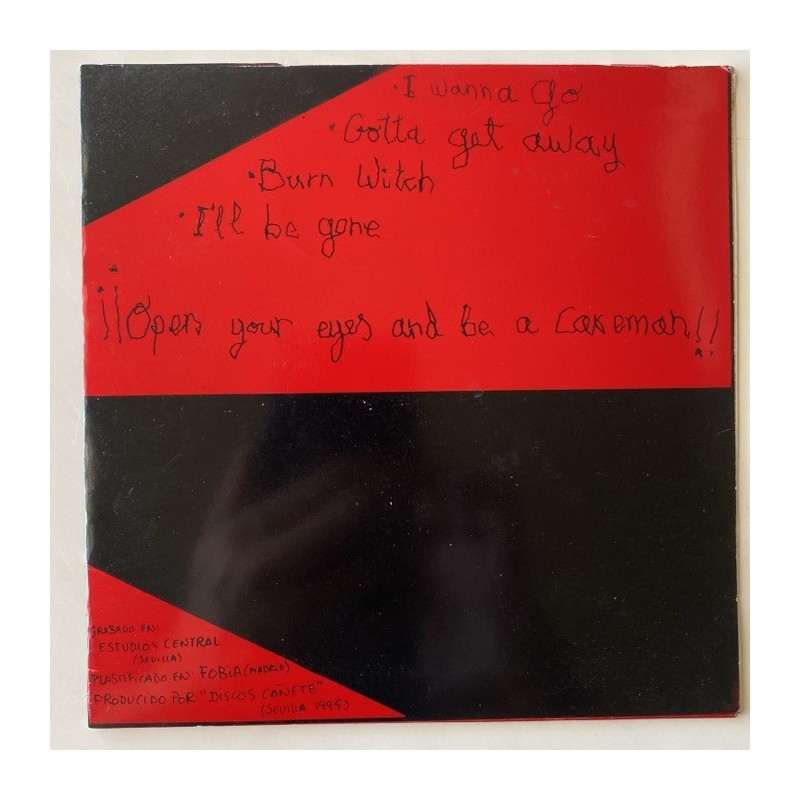 · I wanna go
· Gotta get away
· Burn Witch
· I'll be gone
¡¡Open your eyes and be a Cakeman!!
GRABADO EN:
ESTUDIOS CENTRAL
(SEVILLA)
PLASTIFICADO EN: FOBIA (MADRID)
PRODUCIDO POR "DISCOS CAÑETE"
(SEVILLA 1995)